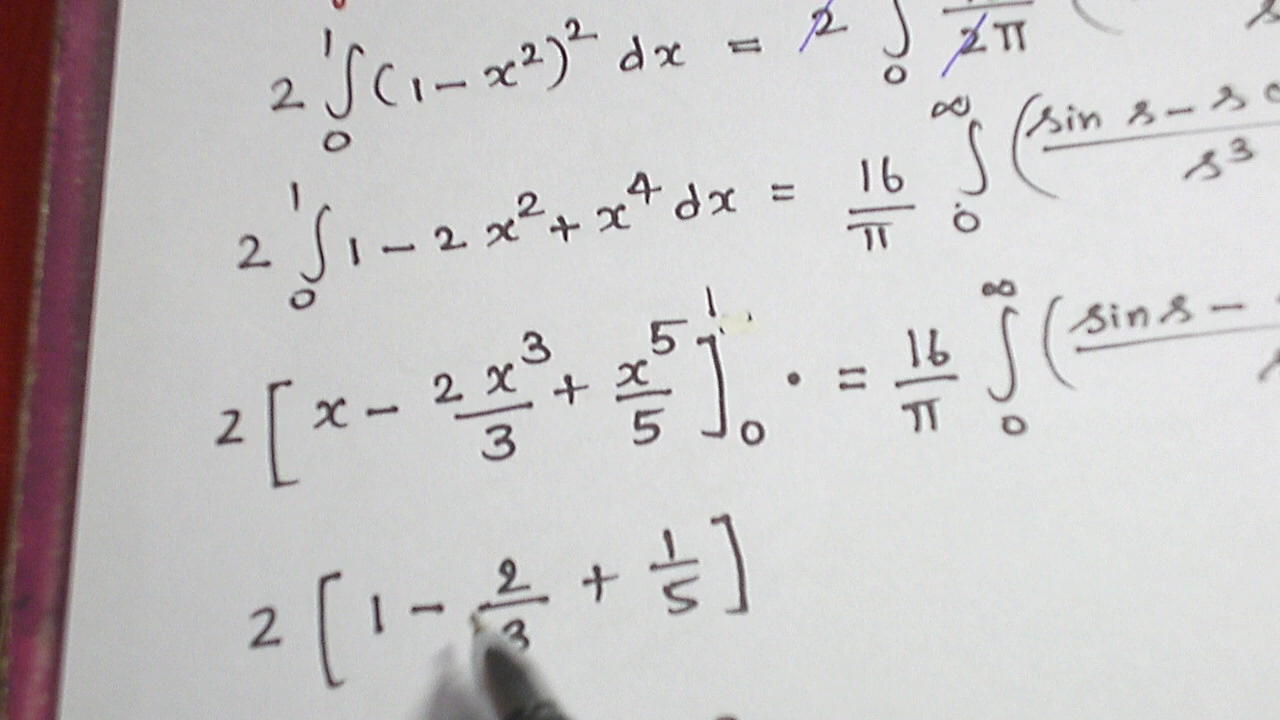 2 ∫₀¹ (1 − x²)² dx = 2 ∫₀ 2π (
2 ∫₀¹ 1 − 2x² + x⁴ dx = 16/π ∫₀^∞ (sin s − s / s³
2 [x − 2x³/3 + x⁵/5]₀¹ · = 16/π ∫₀^∞ (sin s −
2 [1 − 2/3 + 1/5]